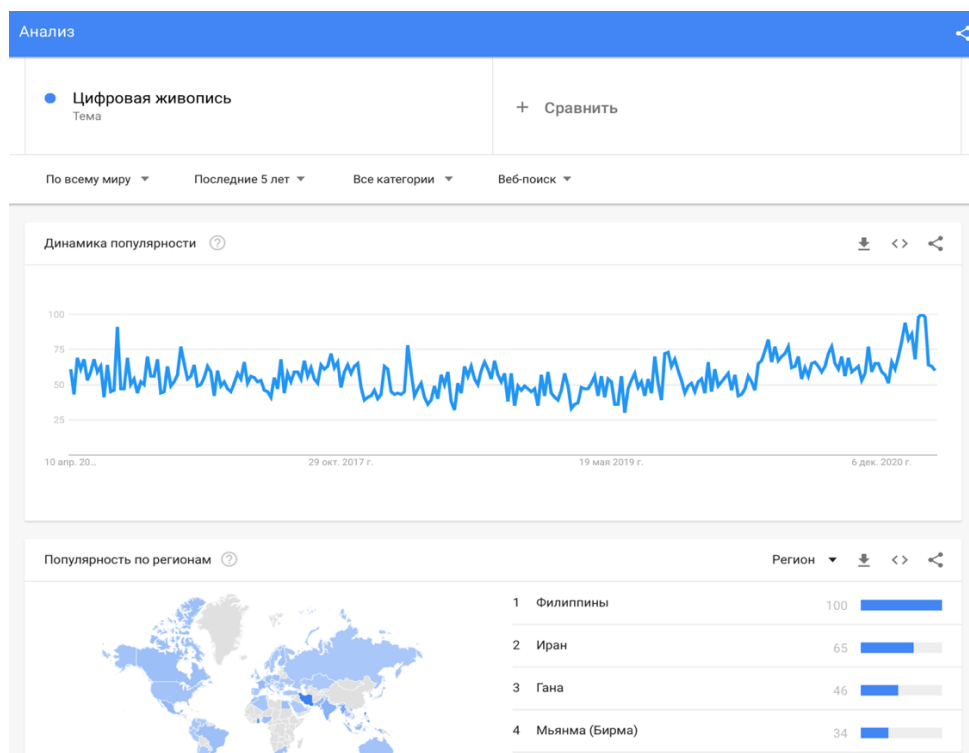 Анализ
Цифровая живопись
Тема
+ Сравнить
По всему миру Последние 5 лет Все категории Веб-поиск
Динамика популярности ?
100
75
50
25
10 апр. 20... 29 окт. 2017 г. 19 мая 2019 г. 6 дек. 2020 г.
Популярность по регионам ? Регион
1 Филиппины 100
2 Иран 65
3 Гана 46
4 Мьянма (Бирма) 34